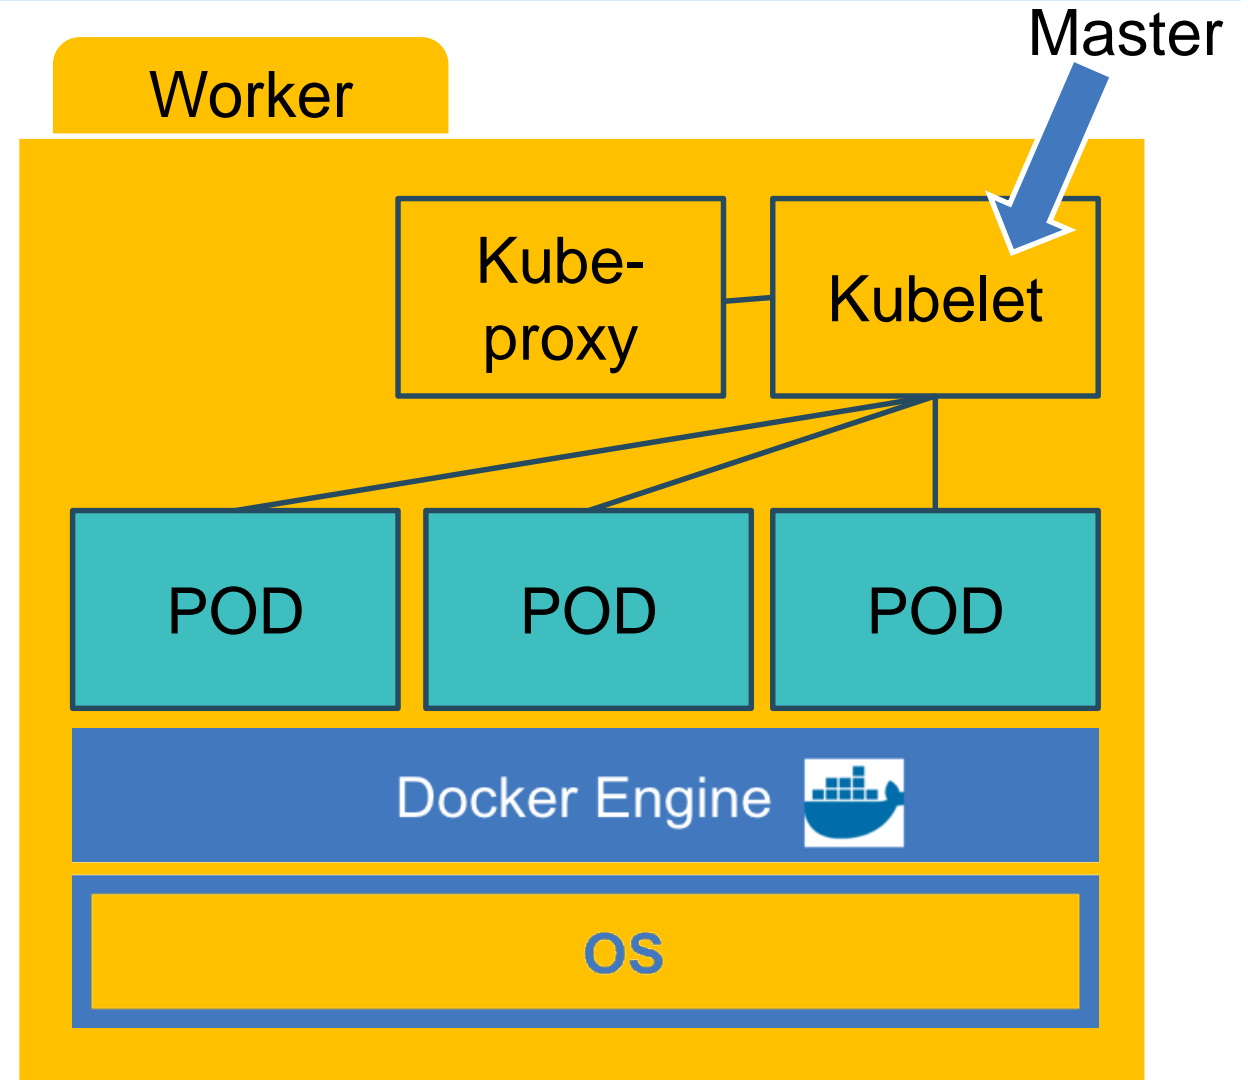 Master
Worker
Kube-
proxy
Kubelet
POD
POD
POD
Docker Engine
OS